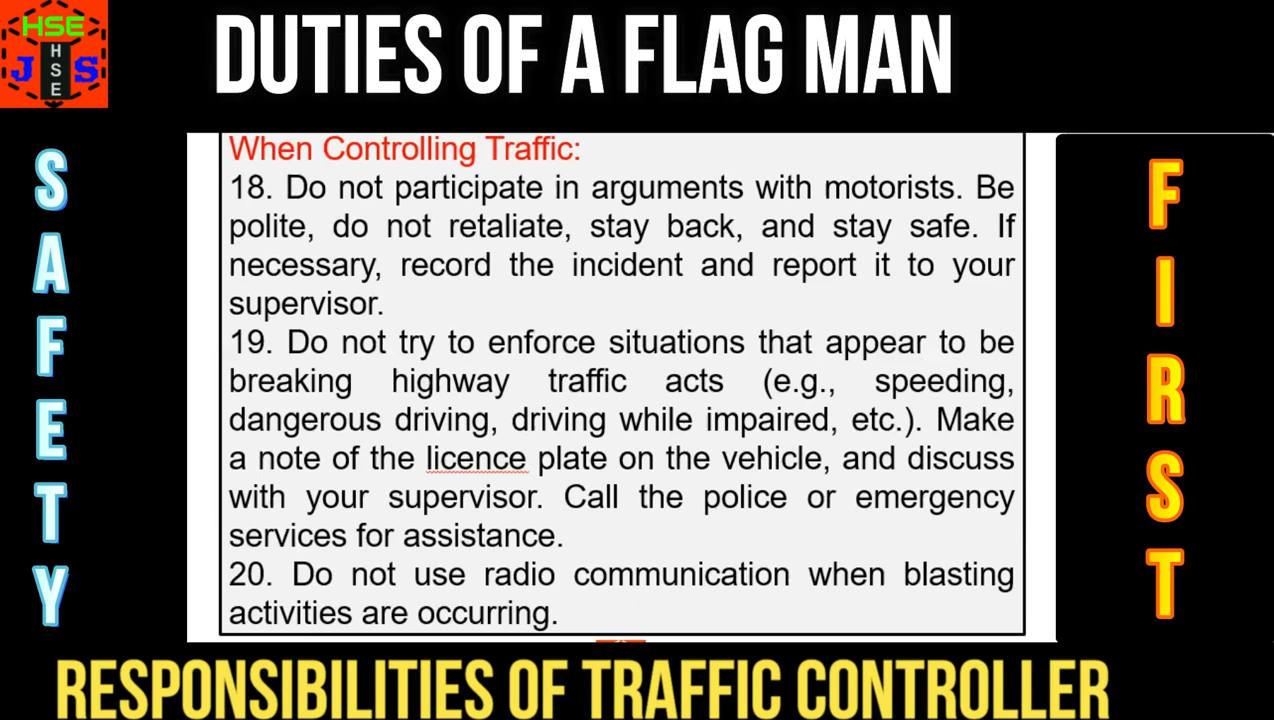 HSE
J HSE S
DUTIES OF A FLAG MAN
SAFETY
When Controlling Traffic:
18. Do not participate in arguments with motorists. Be
polite, do not retaliate, stay back, and stay safe. If
necessary, record the incident and report it to your
supervisor.
19. Do not try to enforce situations that appear to be
breaking highway traffic acts (e.g., speeding,
dangerous driving, driving while impaired, etc.). Make
a note of the licence plate on the vehicle, and discuss
with your supervisor. Call the police or emergency
services for assistance.
20. Do not use radio communication when blasting
activities are occurring.
FIRST
RESPONSIBILITIES OF TRAFFIC CONTROLLER